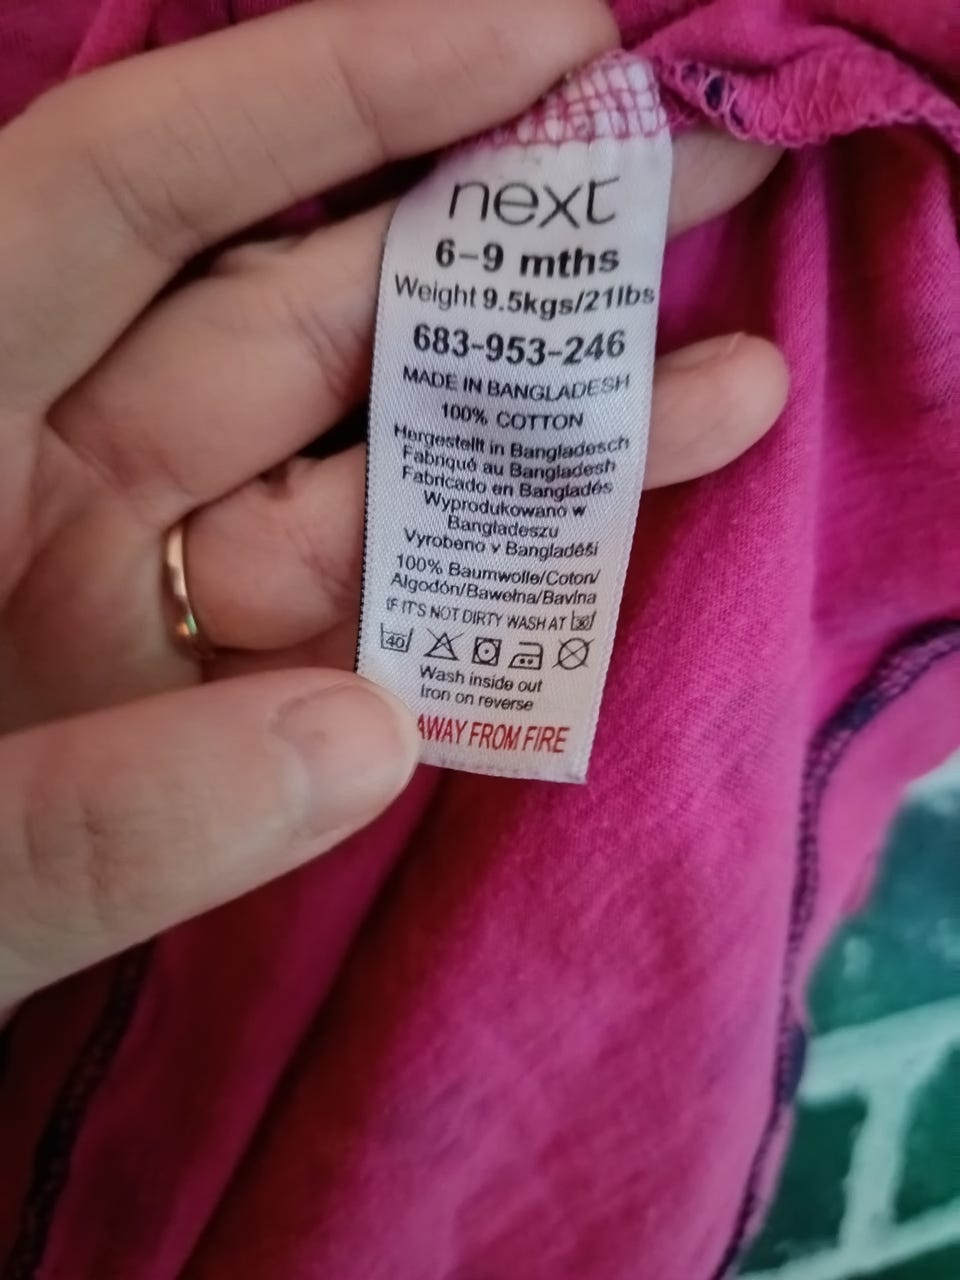 next
6-9 mths
Weight 9.5kgs/21lbs
683-953-246
MADE IN BANGLADESH
100% COTTON
Hergestellt in Bangladesch
Fabriqué au Bangladesh
Fabricado en Bangladés
Wyprodukowano w
Bangladeszu
Vyrobeno v Bangladéši
100% Baumwolle/Coton/
Algodón/Bawełna/Bavlna
IF IT'S NOT DIRTY WASH AT 30
40
Wash inside out
Iron on reverse
AWAY FROM FIRE